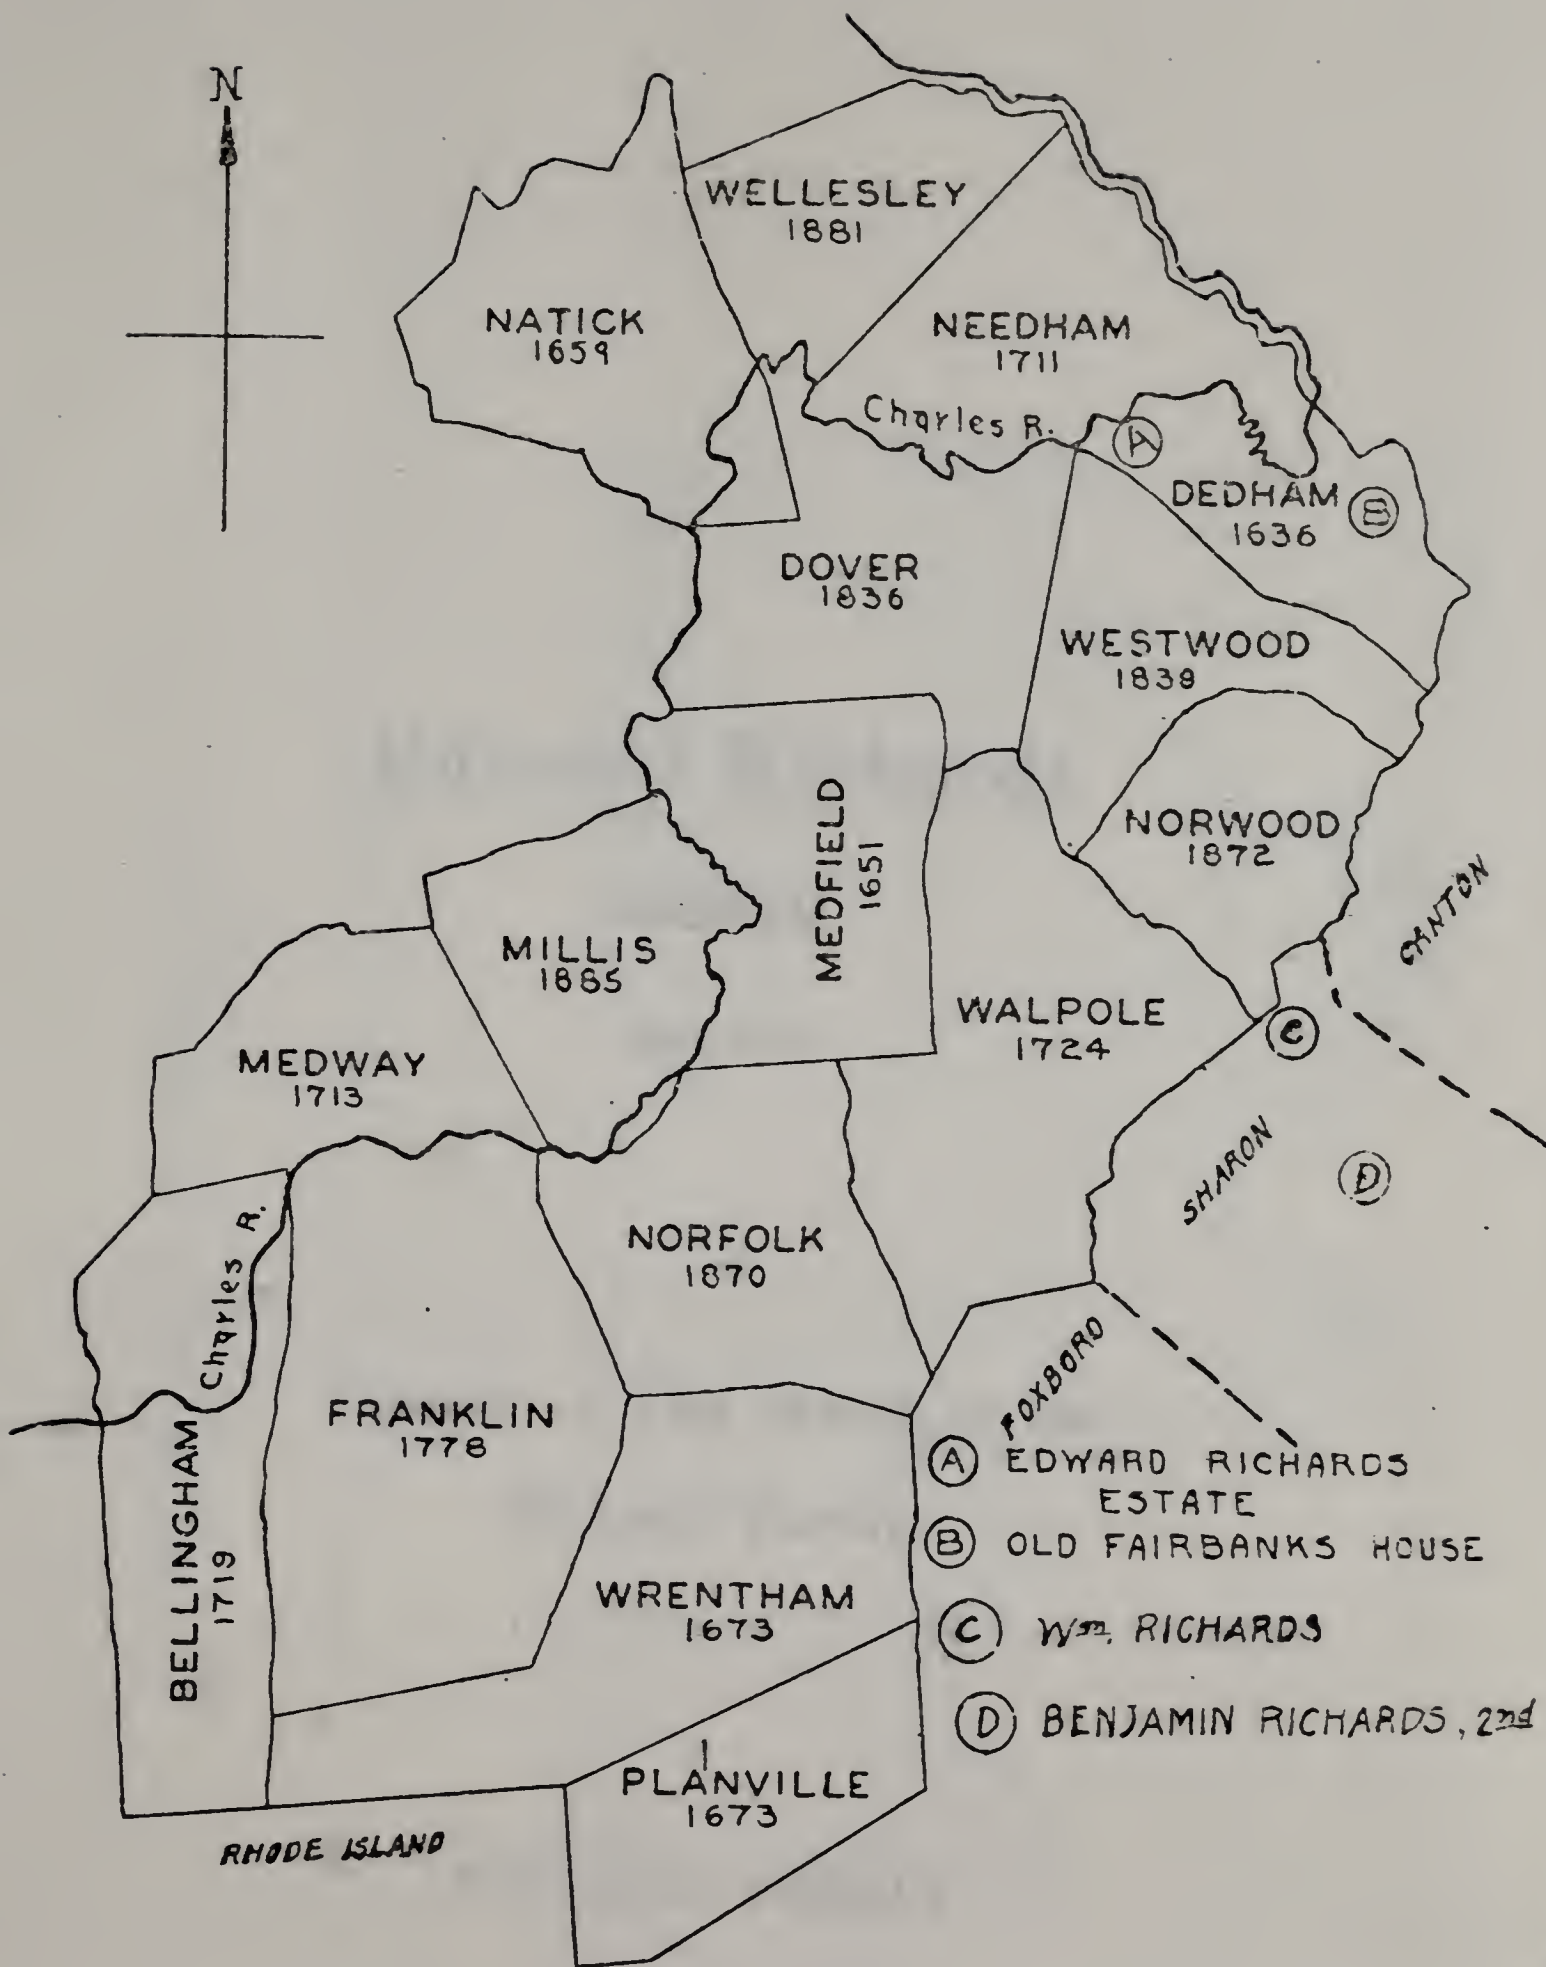 N
WELLESLEY
1881
NATICK
1659
NEEDHAM
1711
Charles R.
A
DEDHAM
1636
B
DOVER
1836
WESTWOOD
1838
NORWOOD
1872
MEDFIELD
1651
CANTON
MILLIS
1885
WALPOLE
1724
C
MEDWAY
1713
SHARON
D
Charles R.
NORFOLK
1870
FOXBORO
FRANKLIN
1778
BELLINGHAM
1719
A EDWARD RICHARDS
ESTATE
B OLD FAIRBANKS HOUSE
WRENTHAM
1673
C Wm. RICHARDS
D BENJAMIN RICHARDS, 2nd
PLANVILLE
1673
RHODE ISLAND